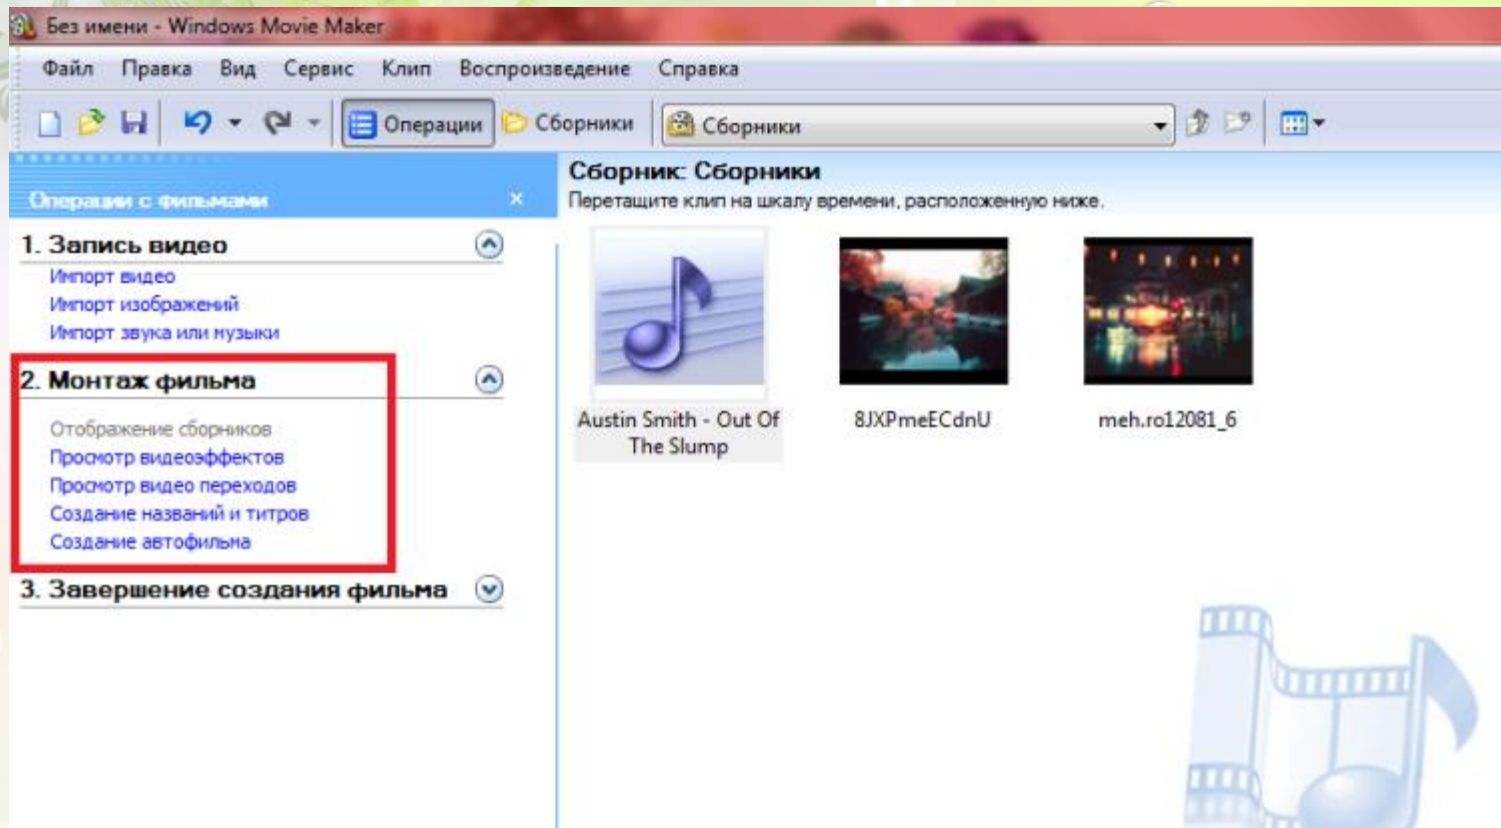 Без имени - Windows Movie Maker
Файл Правка Вид Сервис Клип Воспроизведение Справка
Операции Сборники Сборники
Операции с фильмами
Сборник: Сборники
Перетащите клип на шкалу времени, расположенную ниже.
1. Запись видео
Импорт видео
Импорт изображений
Импорт звука или музыки
2. Монтаж фильма
Отображение сборников
Просмотр видеоэффектов
Просмотр видео переходов
Создание названий и титров
Создание автофильма
3. Завершение создания фильма
Austin Smith - Out Of
The Slump
8JXPmeECdnU
meh.ro12081_6